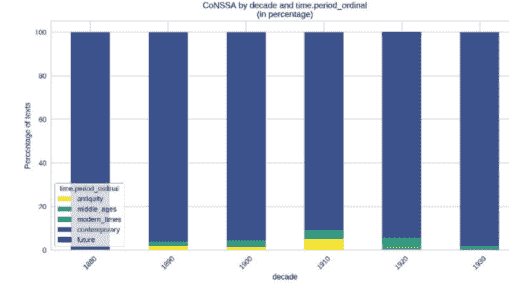 CoNSSA by decade and time.period_ordinal
(in percentage)
Percentage of texts
100
80
60
40
20
0
time.period_ordinal
antiquity
middle_ages
modern_times
contemporary
future
1880
1890
1900
1910
1920
1930
decade